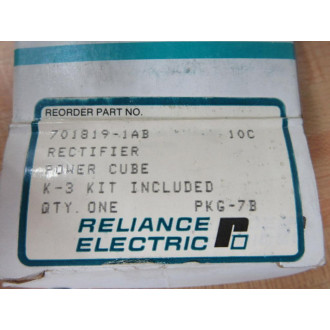 REORDER PART NO.
701819-1AB 10C
RECTIFIER
POWER CUBE
K-3 KIT INCLUDED
QTY. ONE PKG-7B
RELIANCE
ELECTRIC